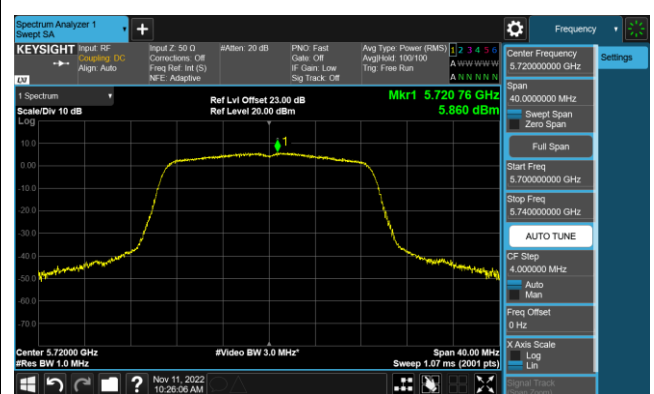 Spectrum Analyzer 1
Swept SA
Frequency
KEYSIGHT
Input: RF
Coupling: DC
Align: Auto
Input Z: 50 Ω
Corrections: Off
Freq Ref: Int (S)
NFE: Adaptive
#Atten: 20 dB
PNO: Fast
Gate: Off
IF Gain: Low
Sig Track: Off
Avg Type: Power (RMS)
Avg|Hold: 100/100
Trig: Free Run
1 2 3 4 5 6
A W W W W W
A N N N N N
LXI
1 Spectrum
Scale/Div 10 dB
Log
Ref Lvl Offset 23.00 dB
Ref Level 20.00 dBm
Mkr1 5.720 76 GHz
5.860 dBm
1
10.0
0.00
-10.0
-20.0
-30.0
-40.0
-50.0
-60.0
-70.0
Center 5.72000 GHz
#Res BW 1.0 MHz
#Video BW 3.0 MHz*
Span 40.00 MHz
Sweep 1.07 ms (2001 pts)
Nov 11, 2022
10:26:06 AM
Center Frequency
5.720000000 GHz
Settings
Span
40.0000000 MHz
Swept Span
Zero Span
Full Span
Start Freq
5.700000000 GHz
Stop Freq
5.740000000 GHz
AUTO TUNE
CF Step
4.000000 MHz
Auto
Man
Freq Offset
0 Hz
X Axis Scale
Log
Lin
Signal Track
(Span Zoom)